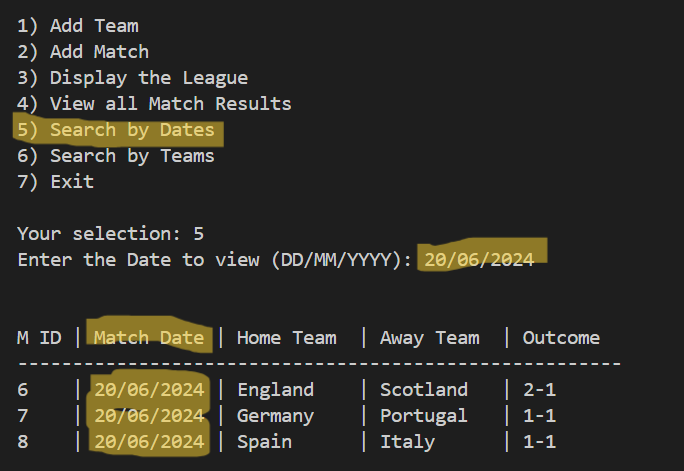 1) Add Team
2) Add Match
3) Display the League
4) View all Match Results
5) Search by Dates
6) Search by Teams
7) Exit
Your selection: 5
Enter the Date to view (DD/MM/YYYY): 20/06/2024
M ID | Match Date | Home Team | Away Team | Outcome
-------------------------------------------------------
6 | 20/06/2024 | England | Scotland | 2-1
7 | 20/06/2024 | Germany | Portugal | 1-1
8 | 20/06/2024 | Spain | Italy | 1-1